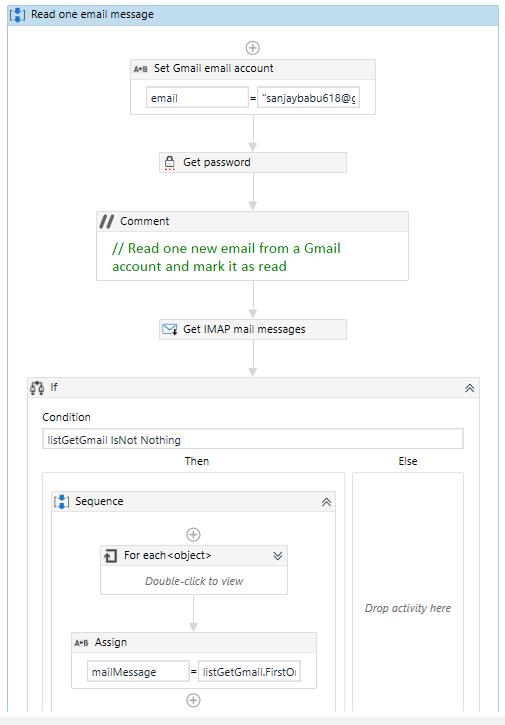 Read one email message
A+B Set Gmail email account
email = "sanjaybabu618@g
Get password
// Comment
// Read one new email from a Gmail
account and mark it as read
Get IMAP mail messages
If
Condition
listGetGmail IsNot Nothing
Then Else
Sequence
For each<object>
Double-click to view
Drop activity here
A+B Assign
mailMessage = listGetGmail.FirstO